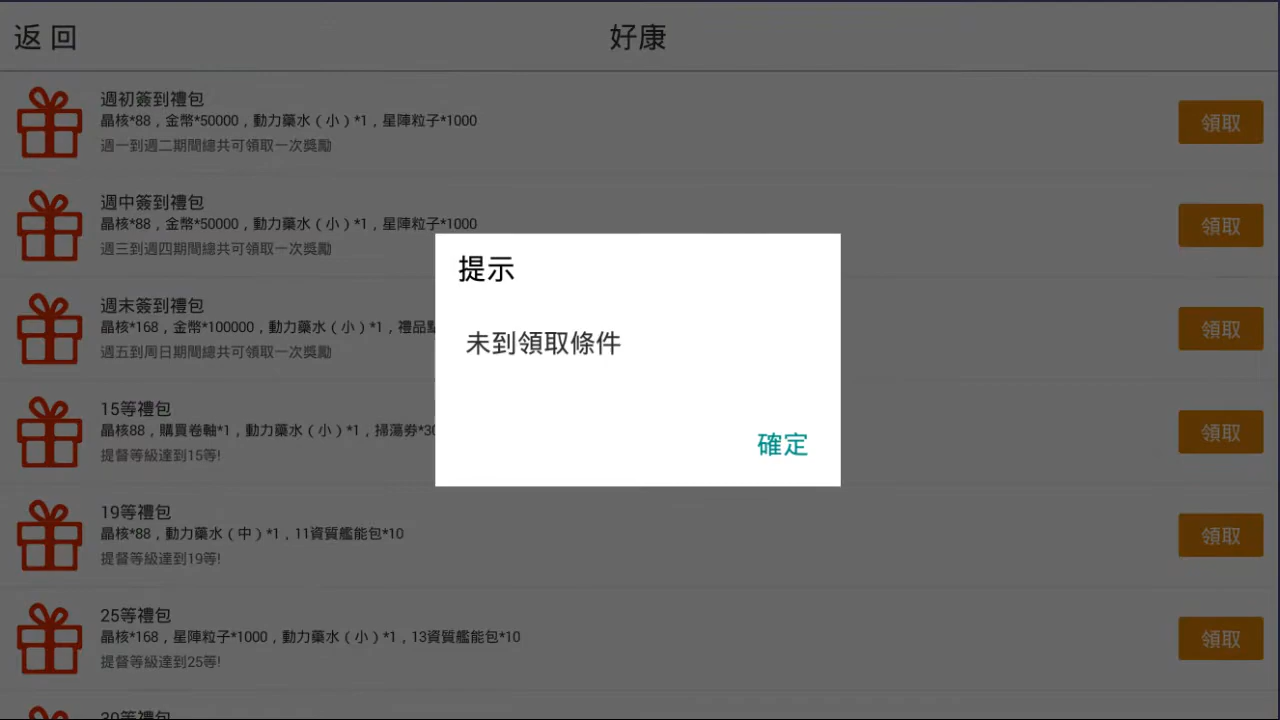 返 回
好康
週初簽到禮包
晶核*88，金幣*50000，動力藥水（小）*1，星陣粒子*1000
週一到週二期間總共可領取一次獎勵
領取
週中簽到禮包
晶核*88，金幣*50000，動力藥水（小）*1，星陣粒子*1000
週三到週四期間總共可領取一次獎勵
領取
週末簽到禮包
晶核*168，金幣*100000，動力藥水（小）*1，禮品
週五到周日期間總共可領取一次獎勵
領取
提示
未到領取條件
確定
15等禮包
晶核88，購買卷軸*1，動力藥水（小）*1，掃蕩券*30
提督等級達到15等!
領取
19等禮包
晶核*88，動力藥水（中）*1，11資質艦能包*10
提督等級達到19等!
領取
25等禮包
晶核*168，星陣粒子*1000，動力藥水（小）*1，13資質艦能包*10
提督等級達到25等!
領取
30等禮包